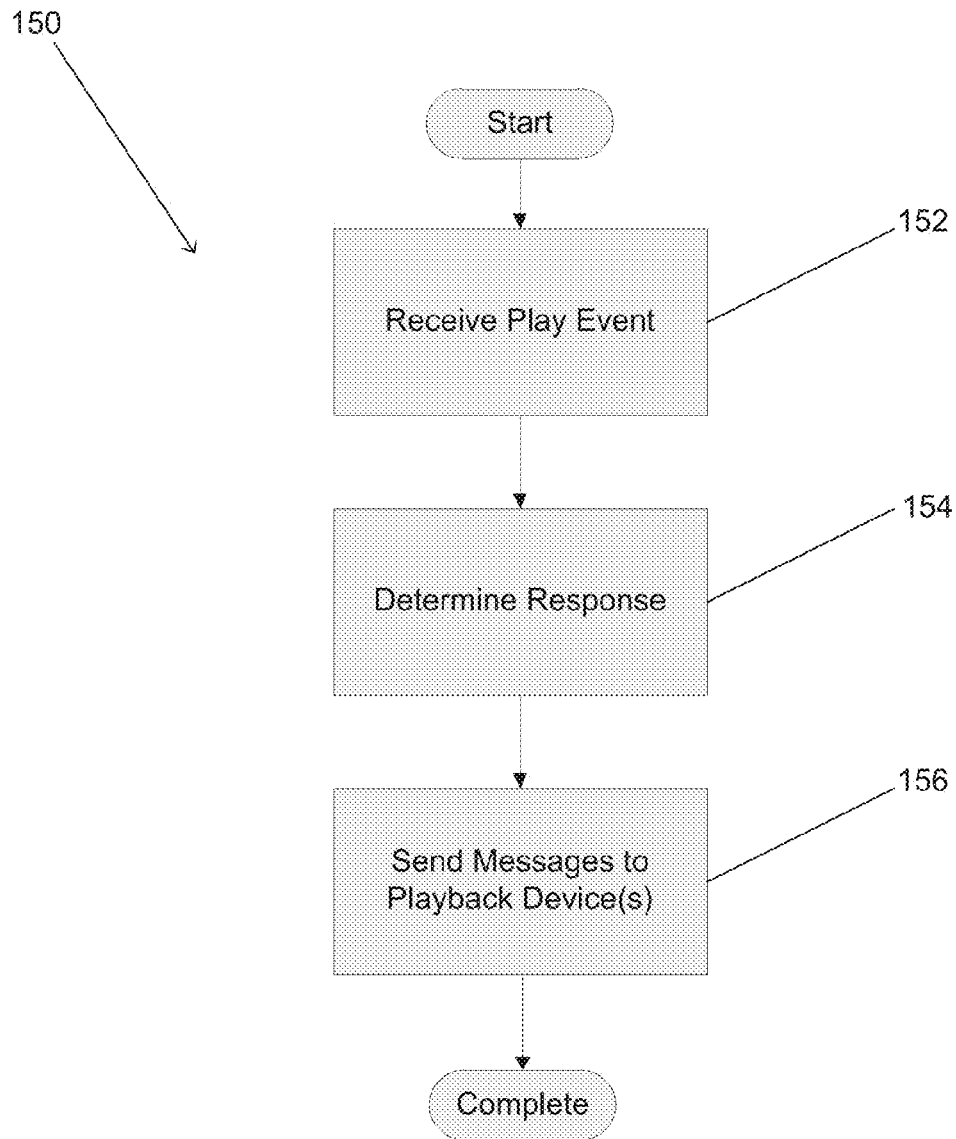 150
Start
152
Receive Play Event
154
Determine Response
156
Send Messages to
Playback Device(s)
Complete